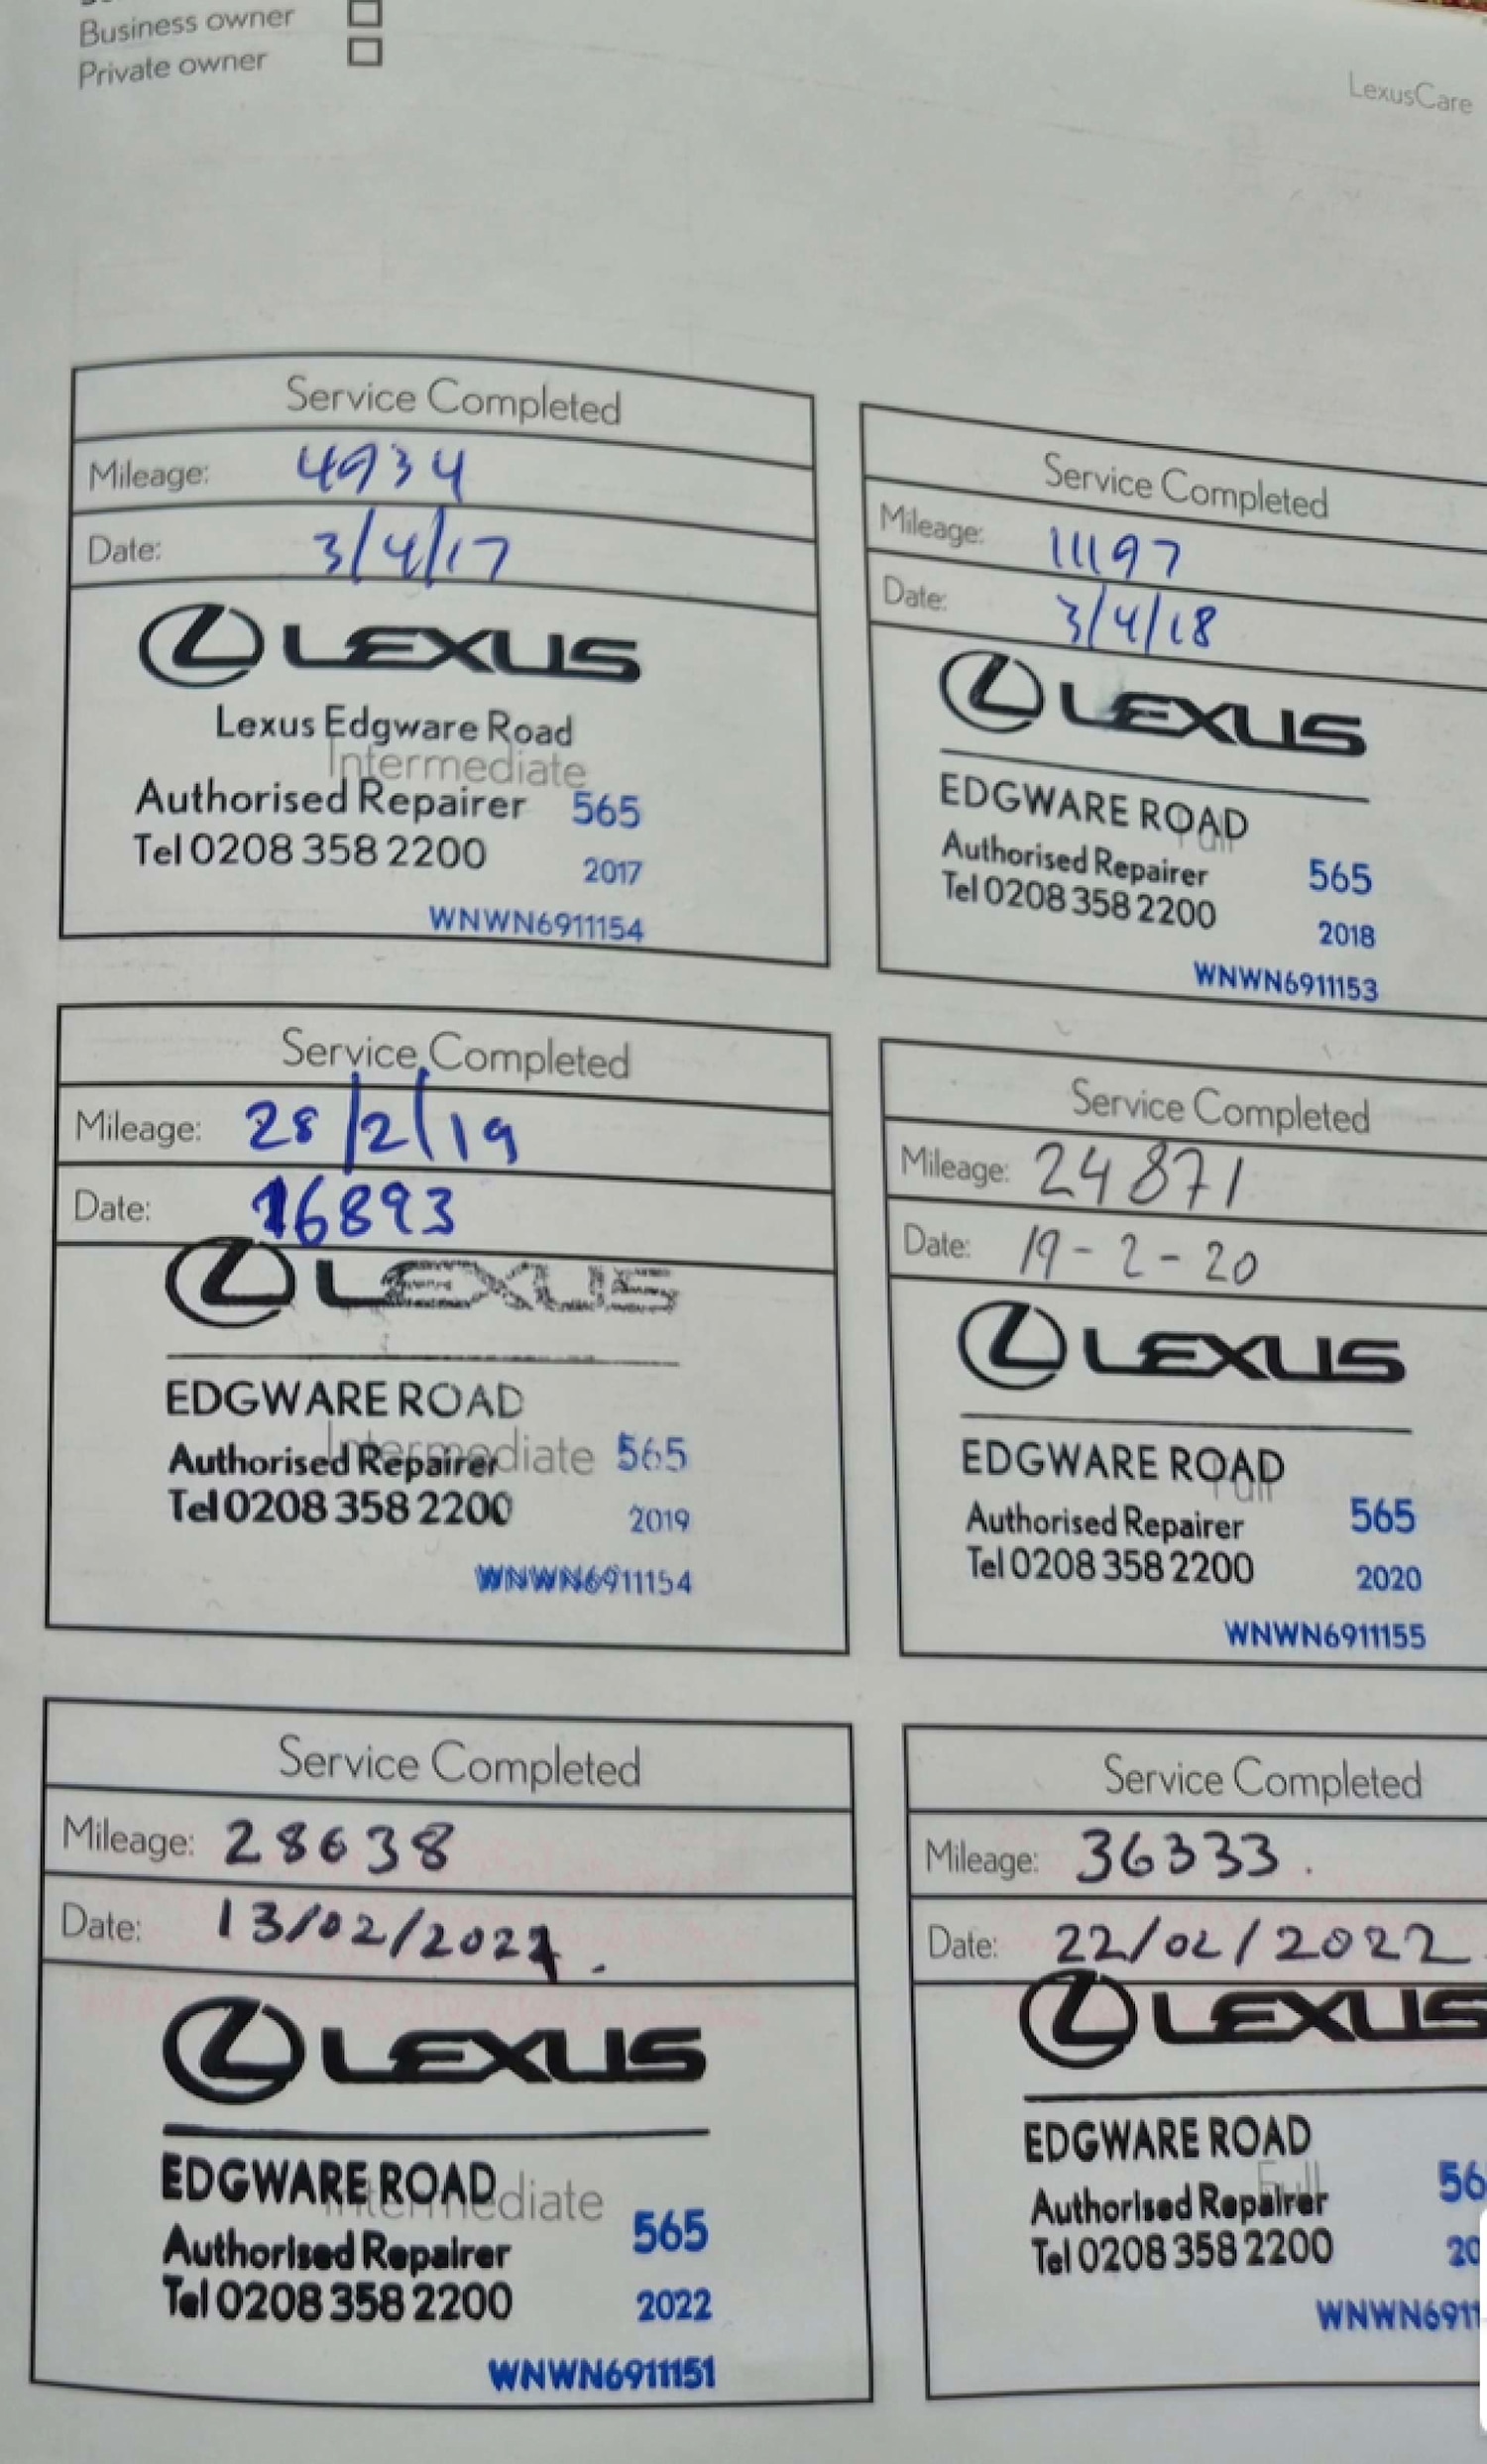 Business owner
Private owner
LexusCare
Service Completed
Mileage: 4934
Date: 3/4/17
LEXUS
Lexus Edgware Road
Intermediate
Authorised Repairer 565
Tel 0208 358 2200
2017
WNWN6911154
Service Completed
Mileage: 11197
Date: 3/4/18
LEXUS
EDGWARE ROAD
Full
Authorised Repairer
565
Tel 0208 358 2200
2018
WNWN6911153
Service Completed
Mileage: 28/2/19
Date: 16893
LEXUS
EDGWARE ROAD
Intermediate
Authorised Repairer 565
Tel 0208 358 2200
2019
WNWN6911154
Service Completed
Mileage: 24871
Date: 19-2-20
LEXUS
EDGWARE ROAD
Full
Authorised Repairer 565
Tel 0208 358 2200
2020
WNWN6911155
Service Completed
Mileage: 28638
Date: 13/02/2021.
LEXUS
EDGWARE ROAD
Intermediate
Authorised Repairer 565
Tel 0208 358 2200
2022
WNWN6911151
Service Completed
Mileage: 36333.
Date: 22/02/2022
LEXUS
EDGWARE ROAD
Full
Authorised Repairer 56
Tel 0208 358 2200 20
WNWN6911